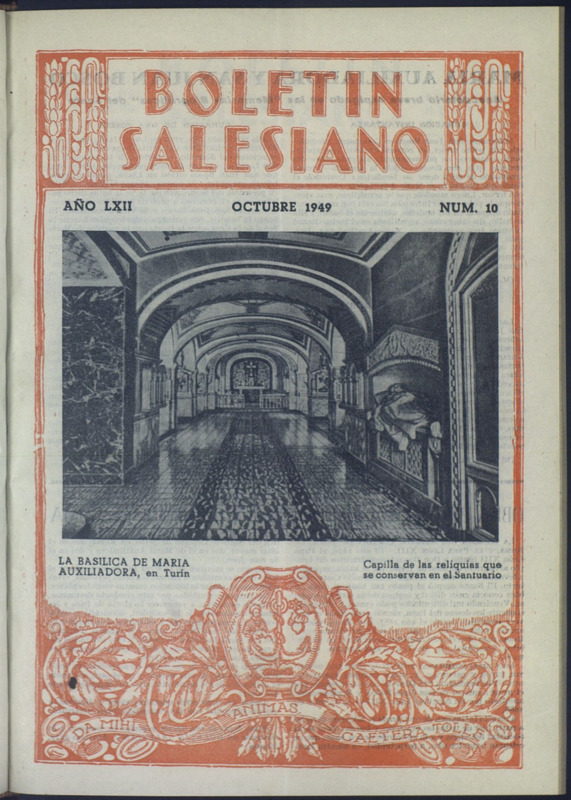 BOLETIN
SALESIANO
AÑO LXII OCTUBRE 1949 NUM. 10
LA BASILICA DE MARIA
AUXILIADORA, en Turín
Capilla de las reliquias que
se conservan en el Santuario
DA MIHI ANIMAS CAETERA TOLLE